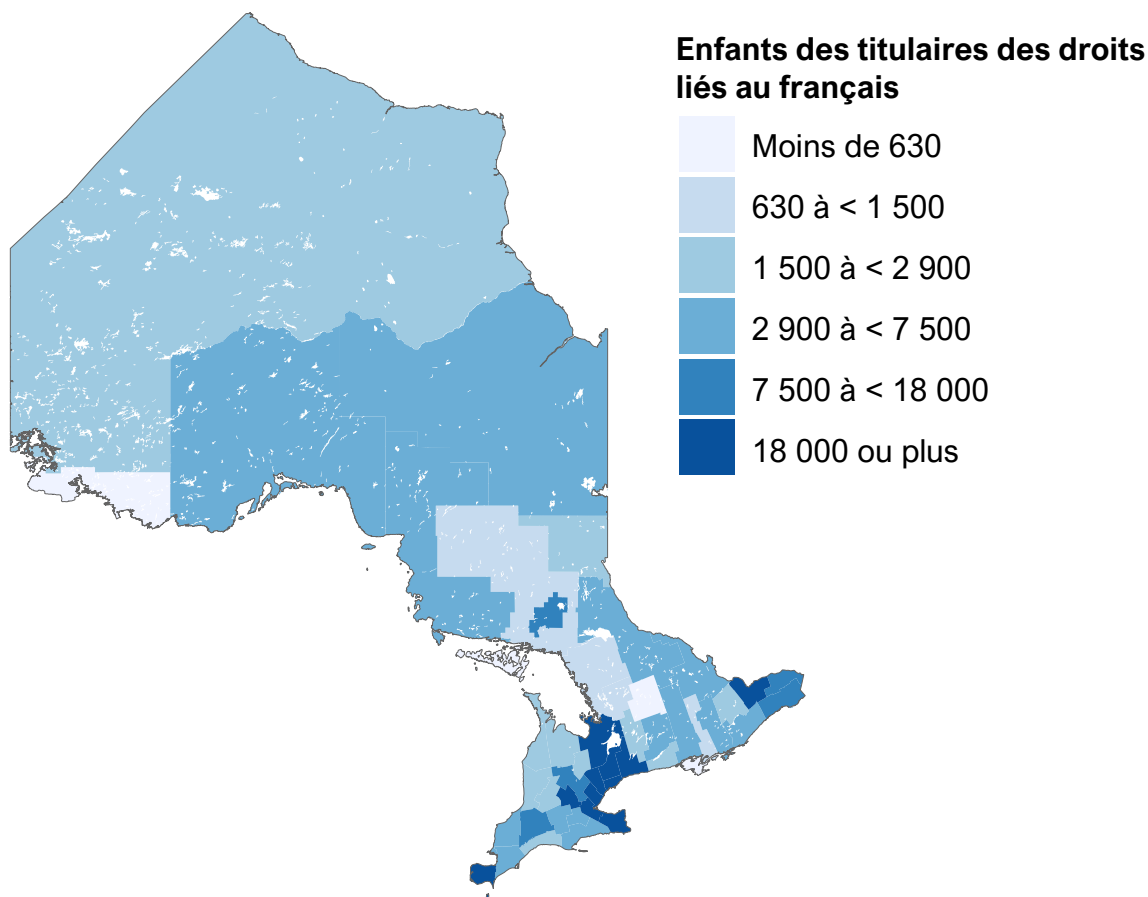 Enfants des titulaires des droits
liés au français
Moins de 630
630 à < 1 500
1 500 à < 2 900
2 900 à < 7 500
7 500 à < 18 000
18 000 ou plus